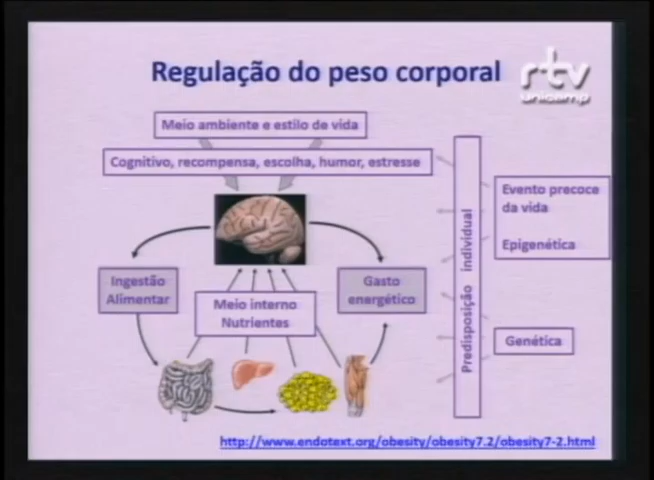 Regulação do peso corporal
rtv
unicamp
Meio ambiente e estilo de vida
Cognitivo, recompensa, escolha, humor, estresse
Evento precoce
da vida
Epigenética
Predisposição individual
Ingestão
Alimentar
Gasto
energético
Meio interno
Nutrientes
Genética
http://www.endotext.org/obesity/obesity7.2/obesity7-2.html